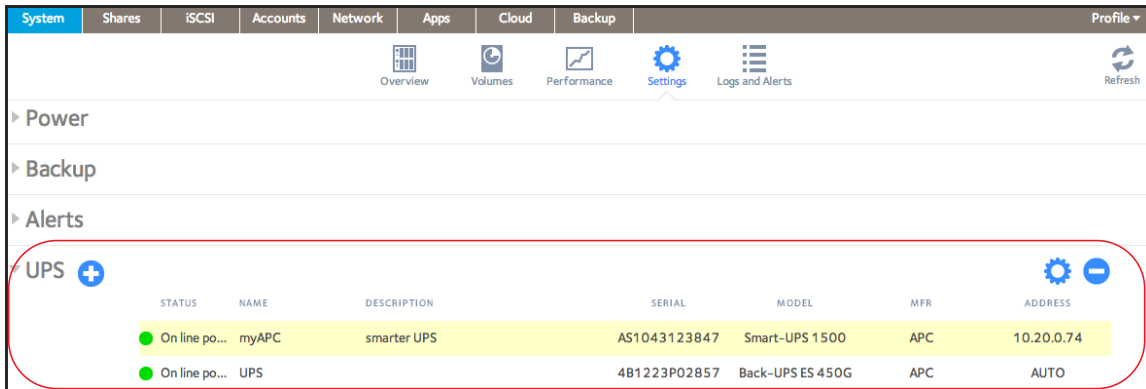 System Shares iSCSI Accounts Network Apps Cloud Backup Profile
Overview Volumes Performance Settings Logs and Alerts Refresh
Power
Backup
Alerts
UPS
STATUS NAME DESCRIPTION SERIAL MODEL MFR ADDRESS
On line po... myAPC smarter UPS AS1043123847 Smart-UPS 1500 APC 10.20.0.74
On line po... UPS 4B1223P02857 Back-UPS ES 450G APC AUTO